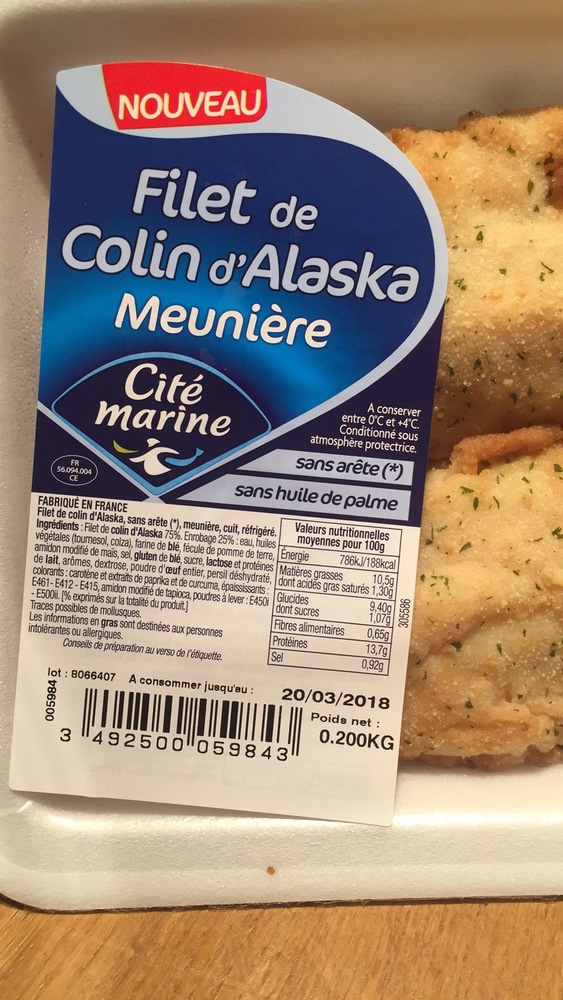 NOUVEAU
Filet de
Colin d'Alaska
Meunière
Cité
marine
A conserver
entre 0°C et +4°C.
Conditionné sous
atmosphère protectrice.
sans arête (*)
sans huile de palme
FR
56.094.004
CE
FABRIQUÉ EN FRANCE
Filet de colin d'Alaska, sans arête (*), meunière, cuit, réfrigéré.
Ingrédients : Filet de colin d'Alaska 75%. Enrobage 25% : eau, huiles
végétales (tournesol, colza), farine de blé, fécule de pomme de terre,
amidon modifié de maïs, sel, gluten de blé, sucre, lactose et protéines
de lait, arômes, dextrose, poudre d'œuf entier, persil déshydraté,
colorants : carotène et extraits de paprika et de curcuma, épaississants :
E461- E412 - E415, amidon modifié de tapioca, poudres à lever : E450i
- E500ii. [% exprimés sur la totalité du produit.]
Traces possibles de mollusques.
Les informations en gras sont destinées aux personnes
intolérantes ou allergiques.
Conseils de préparation au verso de l'étiquette.
Valeurs nutritionnelles
moyennes pour 100g
Energie 786kJ/188kcal
Matières grasses 10,5g
dont acides gras saturés 1,30g
Glucides 9,40g
dont sucres 1,07g
Fibres alimentaires 0,65g
Protéines 13,7g
Sel 0,92g
305586
lot : 8066407 A consommer jusqu'au : 20/03/2018
005984
Poids net :
0.200KG
3 492500 059843